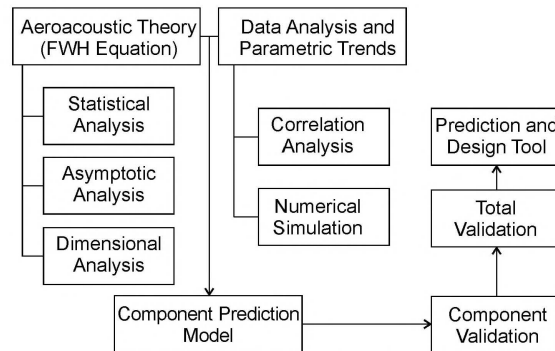 Aeroacoustic Theory
(FWH Equation)
Data Analysis and
Parametric Trends
Statistical
Analysis
Asymptotic
Analysis
Dimensional
Analysis
Correlation
Analysis
Numerical
Simulation
Prediction and
Design Tool
Total
Validation
Component Prediction
Model
Component
Validation